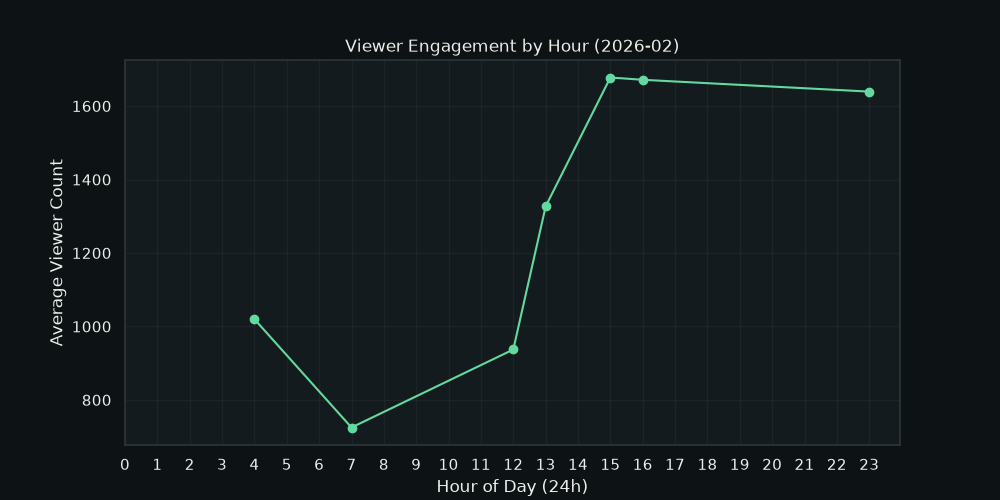 Viewer Engagement by Hour (2026-02)
Average Viewer Count
1600
1400
1200
1000
800
0 1 2 3 4 5 6 7 8 9 10 11 12 13 14 15 16 17 18 19 20 21 22 23
Hour of Day (24h)